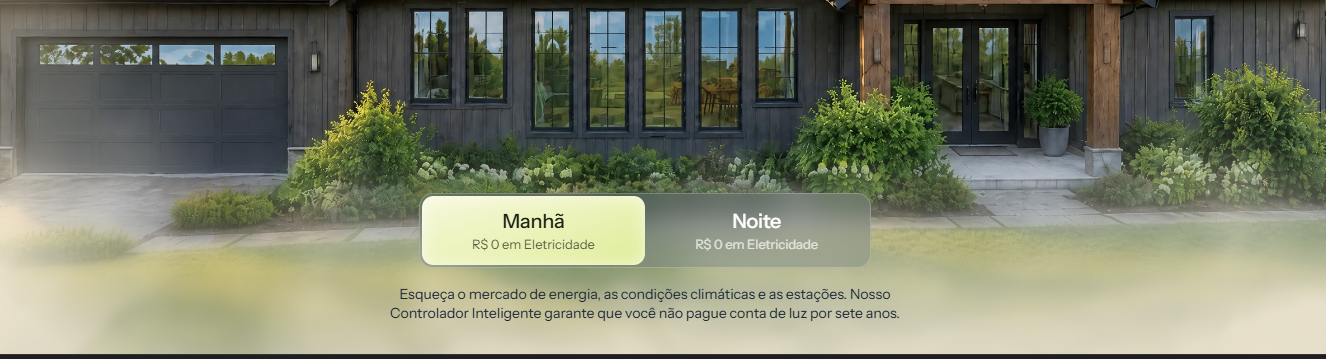 Manhã
R$ 0 em Eletricidade
Noite
R$ 0 em Eletricidade
Esqueça o mercado de energia, as condições climáticas e as estações. Nosso
Controlador Inteligente garante que você não pague conta de luz por sete anos.